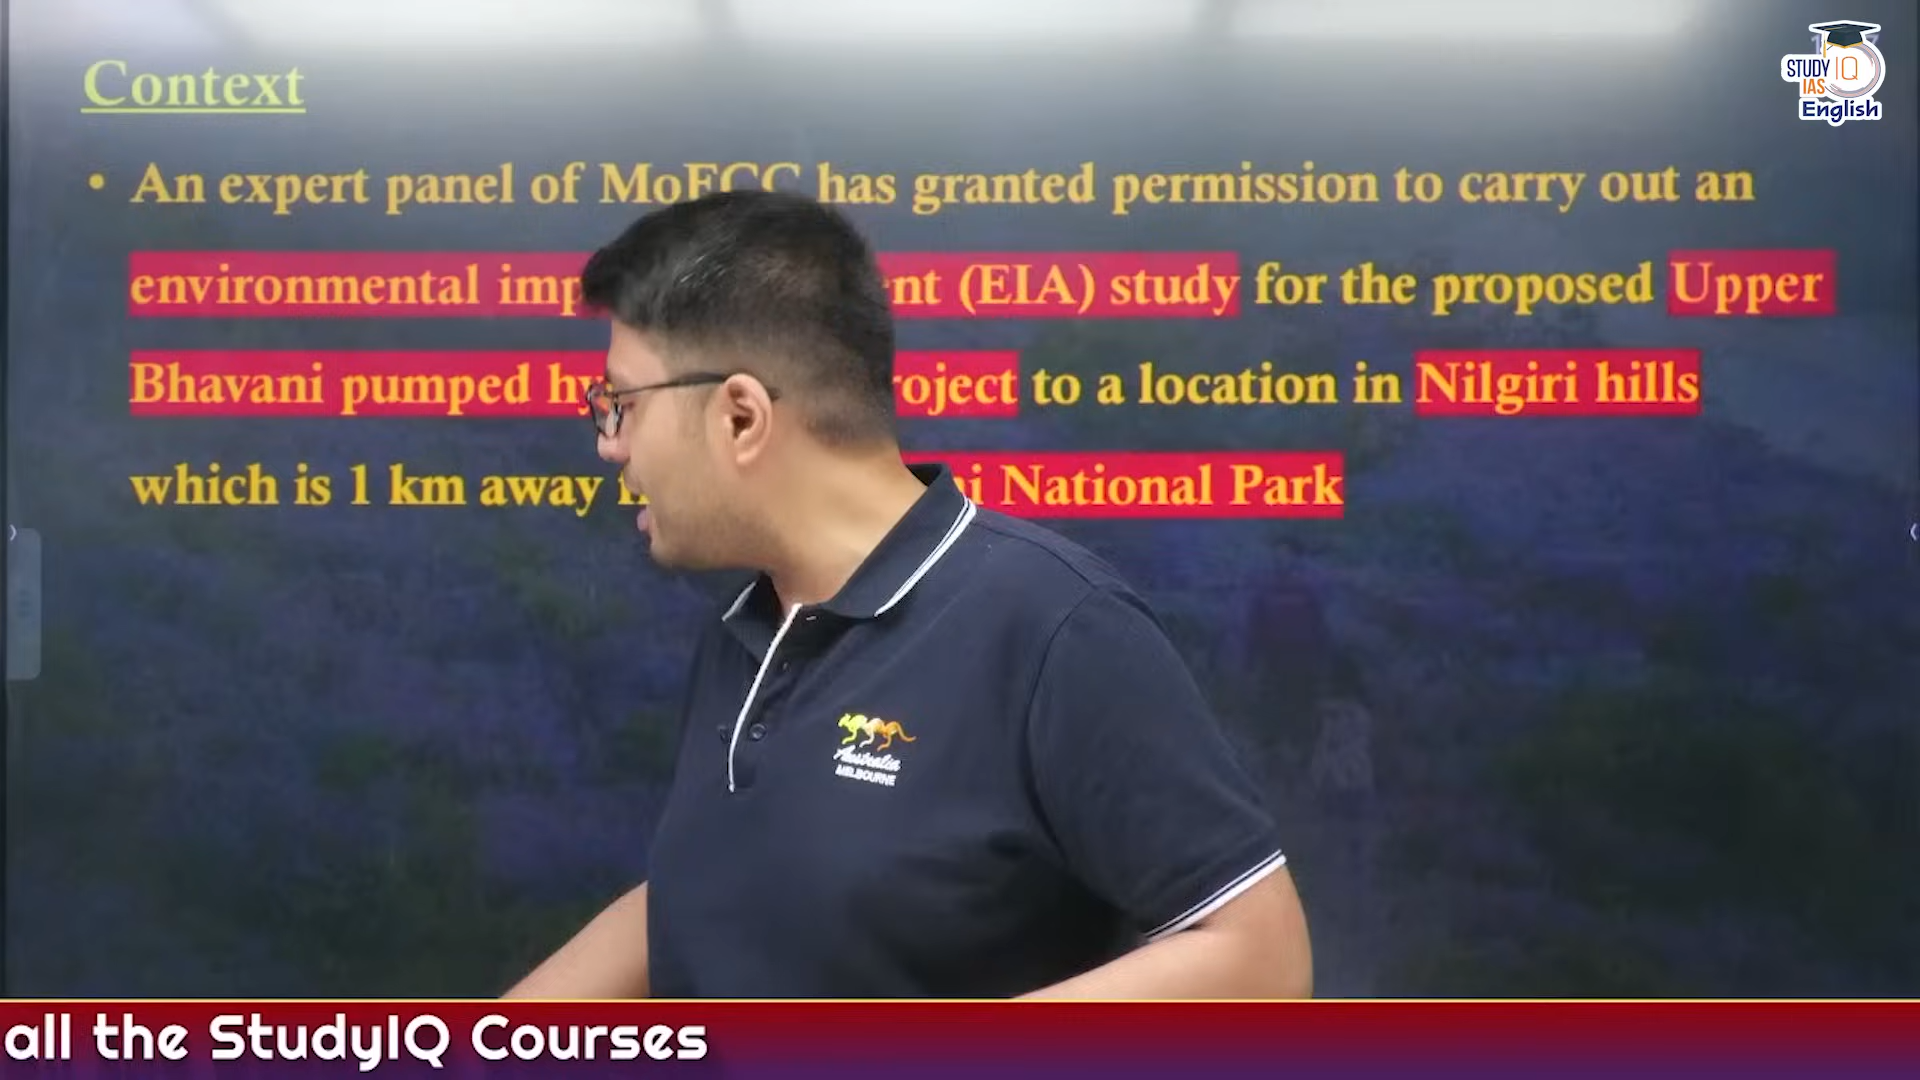 Context
• An expert panel of MoFCC has granted permission to carry out an
environmental imp nt (EIA) study for the proposed Upper
Bhavani pumped hy roject to a location in Nilgiri hills
which is 1 km away ni National Park
STUDY IQ
IAS
English
Australia
MELBOURNE
all the StudyIQ Courses